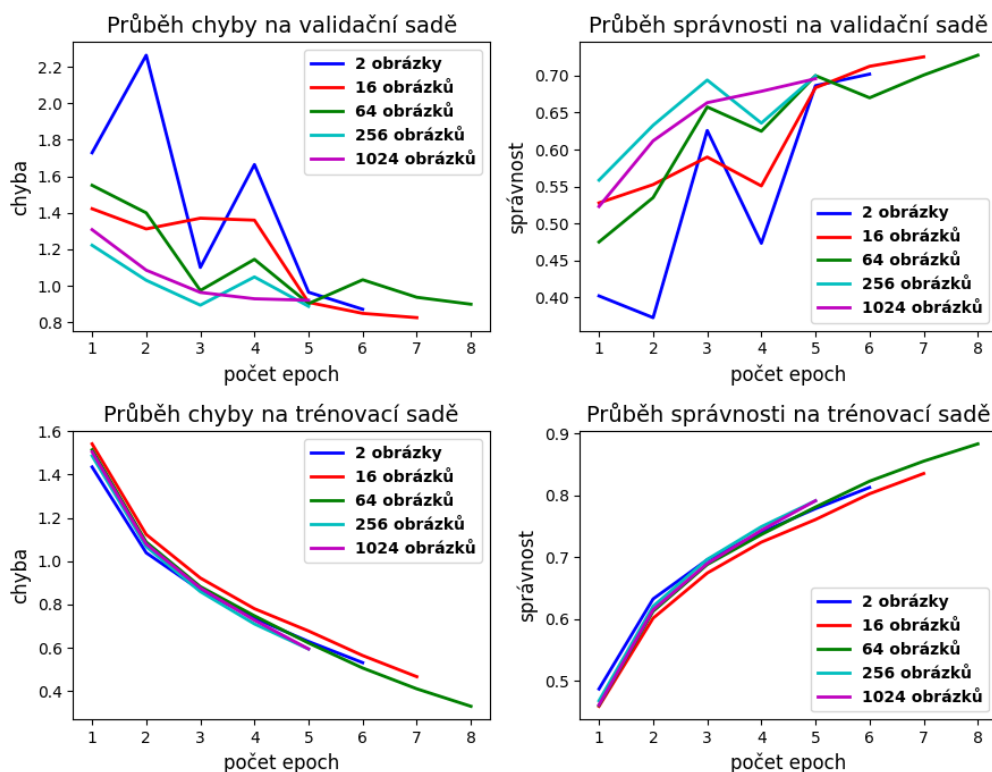 Průběh chyby na validační sadě
chyba
2.2
2.0
1.8
1.6
1.4
1.2
1.0
0.8
2 obrázky
16 obrázků
64 obrázků
256 obrázků
1024 obrázků
1 2 3 4 5 6 7 8
počet epoch
Průběh správnosti na validační sadě
správnost
0.70
0.65
0.60
0.55
0.50
0.45
0.40
2 obrázky
16 obrázků
64 obrázků
256 obrázků
1024 obrázků
1 2 3 4 5 6 7 8
počet epoch
Průběh chyby na trénovací sadě
chyba
1.6
1.4
1.2
1.0
0.8
0.6
0.4
2 obrázky
16 obrázků
64 obrázků
256 obrázků
1024 obrázků
1 2 3 4 5 6 7 8
počet epoch
Průběh správnosti na trénovací sadě
správnost
0.9
0.8
0.7
0.6
0.5
2 obrázky
16 obrázků
64 obrázků
256 obrázků
1024 obrázků
1 2 3 4 5 6 7 8
počet epoch